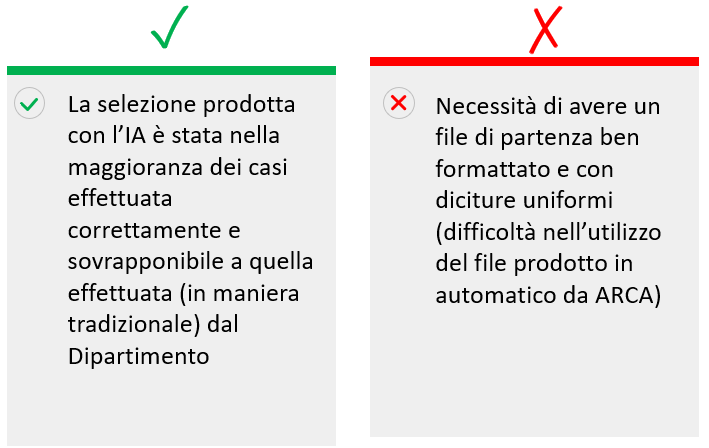 La selezione prodotta
con l’IA è stata nella
maggioranza dei casi
effettuata
correttamente e
sovrapponibile a quella
effettuata (in maniera
tradizionale) dal
Dipartimento
Necessità di avere un
file di partenza ben
formattato e con
diciture uniformi
(difficoltà nell’utilizzo
del file prodotto in
automatico da ARCA)